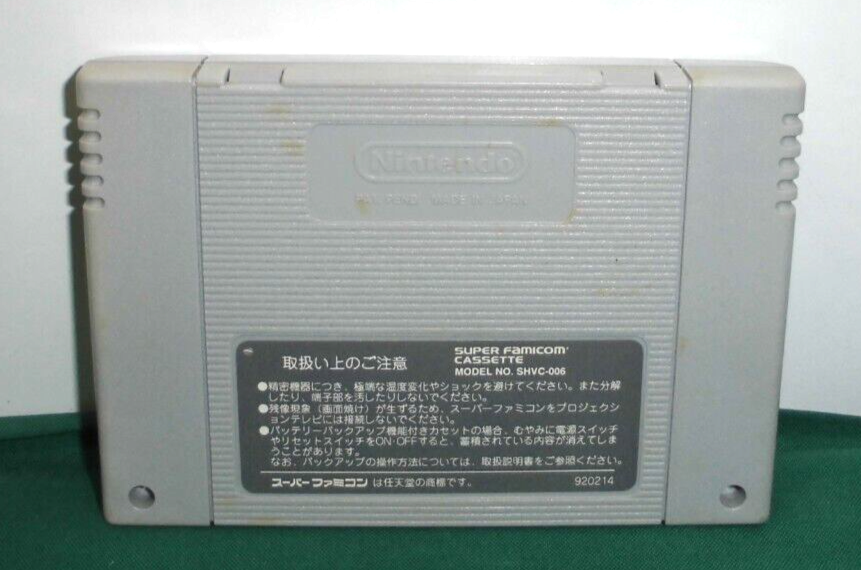 Nintendo
PAT. PEND. MADE IN JAPAN
取扱い上のご注意
SUPER FAMICOM
CASSETTE
MODEL NO. SHVC-006
●精密機器につき、極端な温度変化やショックを避けてください。また分解
したり、端子部を汚したりしないでください。
●残像現象（画面焼け）が生ずるため、スーパーファミコンをプロジェクシ
ョンテレビには接続しないでください。
●バッテリーバックアップ機能付きカセットの場合、むやみに電源スイッチ
やリセットスイッチをON・OFFすると、蓄積されている内容が消えてしま
うことがあります。
なお、バックアップの操作方法については、取扱説明書をご参照ください。
スーパーファミコン は任天堂の商標です。
920214